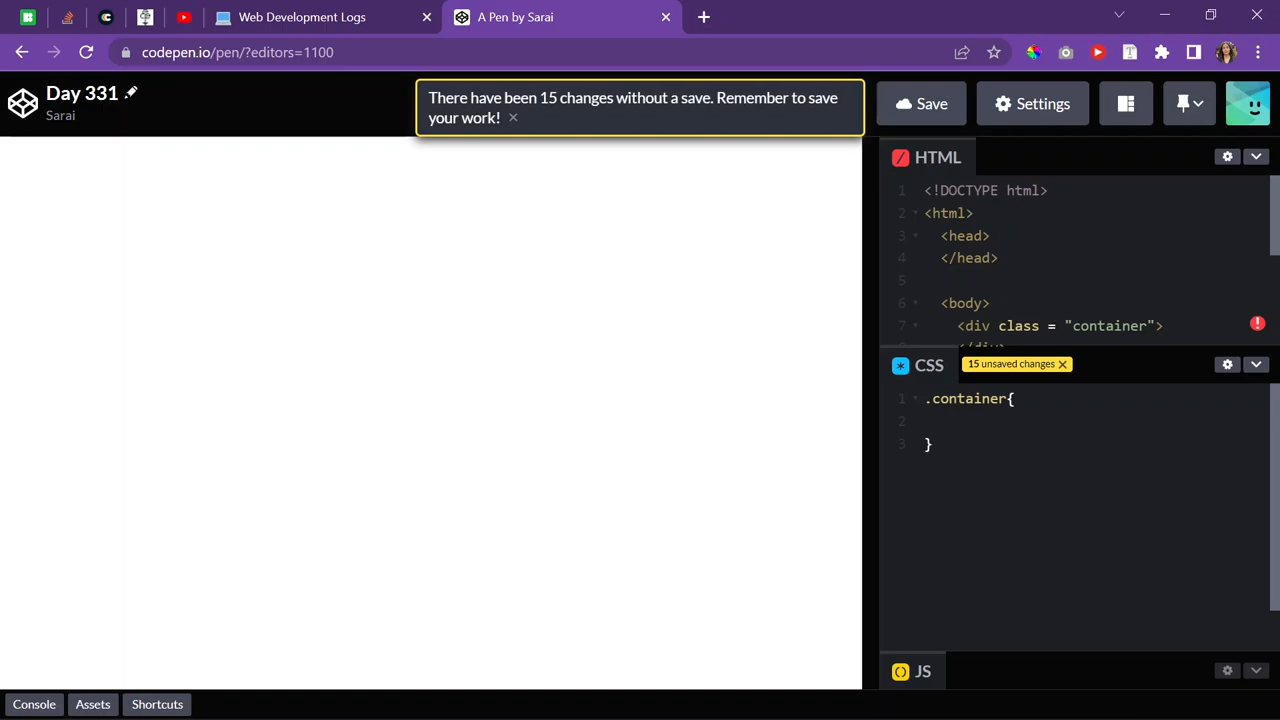 Web Development Logs
A Pen by Sarai
codepen.io/pen/?editors=1100
Day 331
Sarai
There have been 15 changes without a save. Remember to save
your work!
Save
Settings
HTML
1 <!DOCTYPE html>
2 <html>
3 <head>
4 </head>
5
6 <body>
7 <div class = "container">
</div>
CSS
15 unsaved changes
1 .container{
2
3 }
JS
Console
Assets
Shortcuts